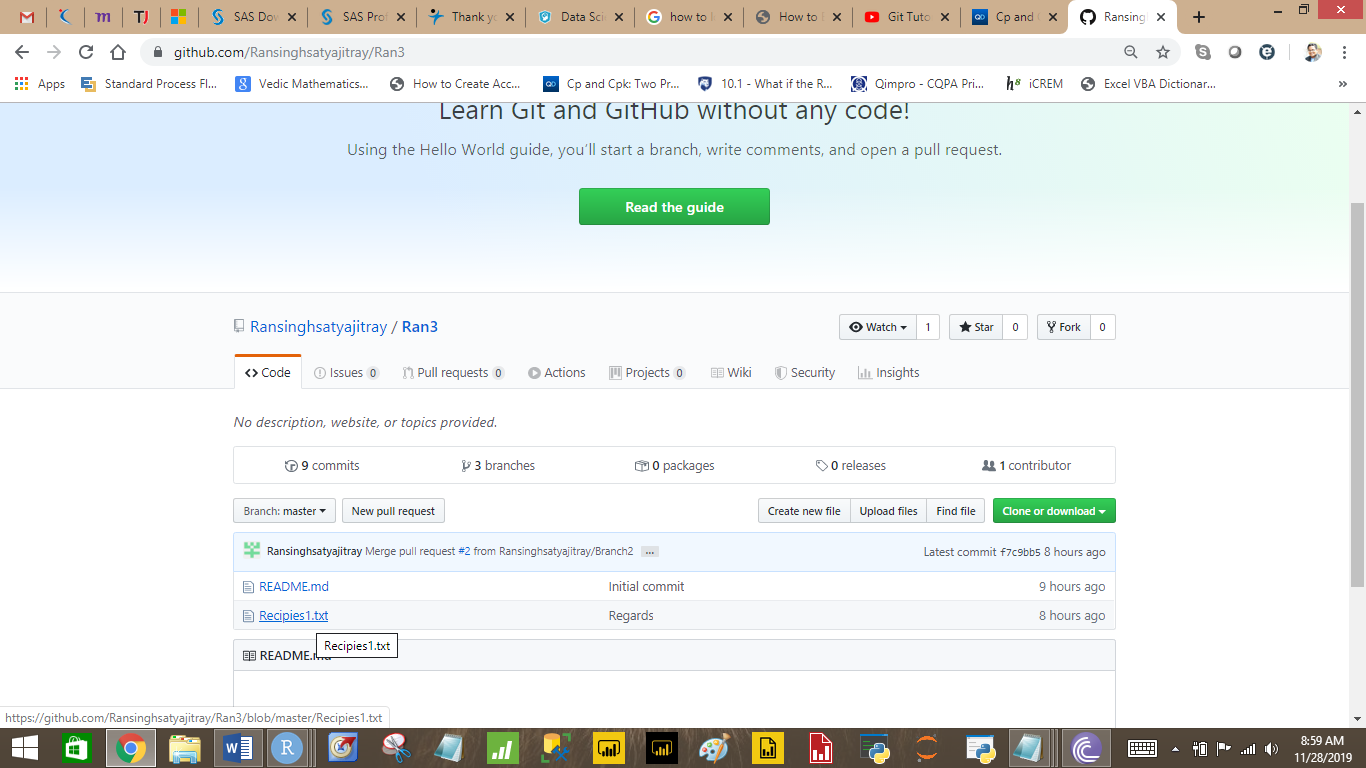 SAS Dov
SAS Prof
Thank yo
Data Sci
how to k
How to
Git Tuto
Cp and
Ransing
github.com/Ransinghsatyajitray/Ran3
Apps
Standard Process Fl...
Vedic Mathematics...
How to Create Acc...
Cp and Cpk: Two Pr...
10.1 - What if the R...
Qimpro - CQPA Pri...
iCREM
Excel VBA Dictionar...
»
Learn Git and GitHub without any code!
Using the Hello World guide, you'll start a branch, write comments, and open a pull request.
Read the guide
Ransinghsatyajitray / Ran3
Watch 1
Star 0
Fork 0
Code
Issues 0
Pull requests 0
Actions
Projects 0
Wiki
Security
Insights
No description, website, or topics provided.
9 commits
3 branches
0 packages
0 releases
1 contributor
Branch: master
New pull request
Create new file
Upload files
Find file
Clone or download
Ransinghsatyajitray Merge pull request #2 from Ransinghsatyajitray/Branch2 ...
Latest commit f7c9bb5 8 hours ago
README.md Initial commit 9 hours ago
Recipies1.txt Regards 8 hours ago
Recipies1.txt
README.md
https://github.com/Ransinghsatyajitray/Ran3/blob/master/Recipies1.txt
8:59 AM
11/28/2019